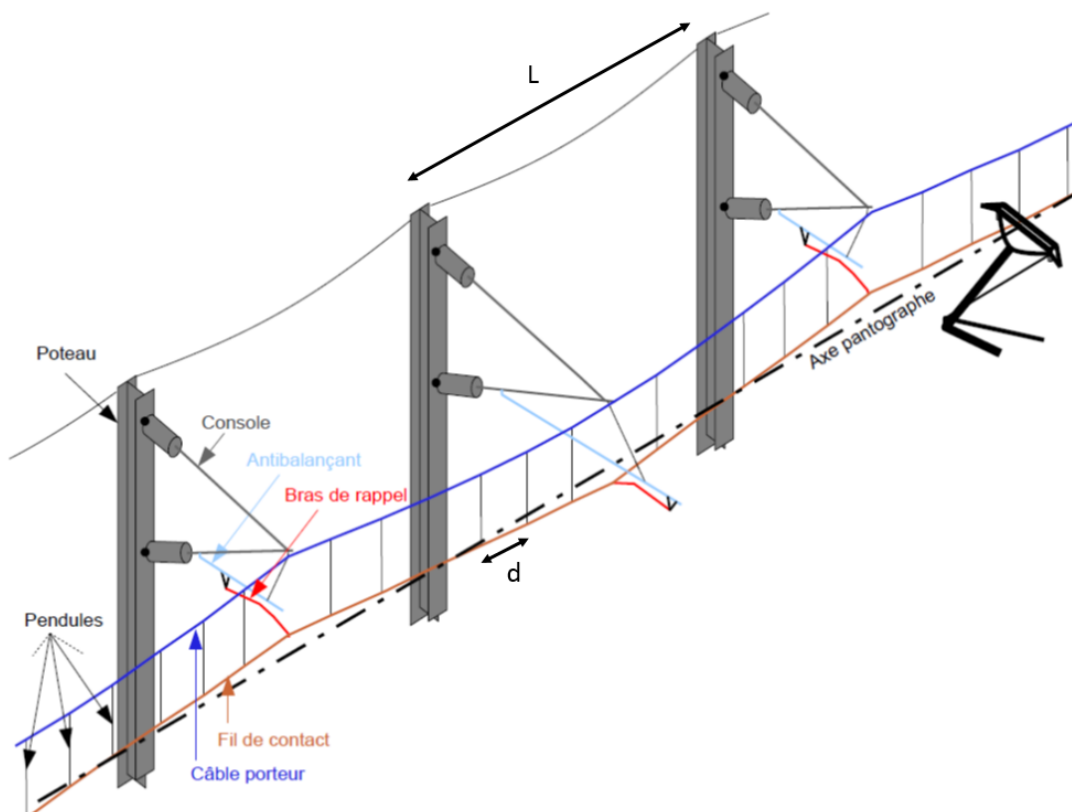 L
Poteau
Console
Antibalançant
Bras de rappel
Axe pantographe
d
Pendules
Fil de contact
Câble porteur